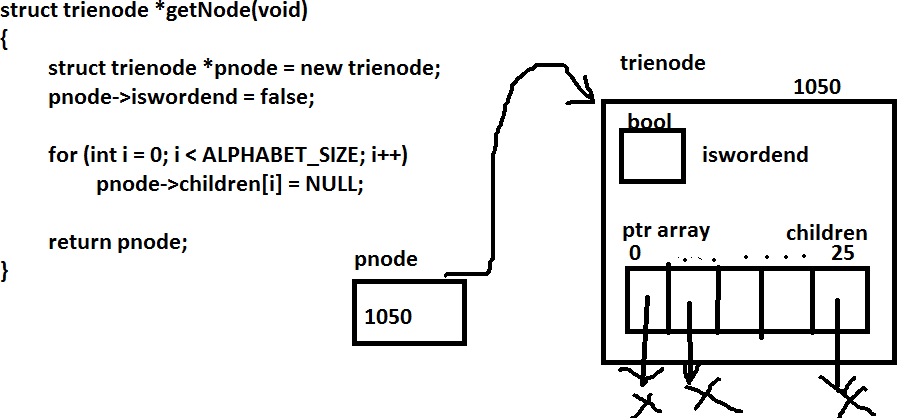 struct trienode *getNode(void)
{
struct trienode *pnode = new trienode;
pnode->iswordend = false;
for (int i = 0; i < ALPHABET_SIZE; i++)
pnode->children[i] = NULL;
return pnode;
}
pnode
1050
trienode
1050
bool
iswordend
ptr array children
0 . . . . . . . . 25
X X X